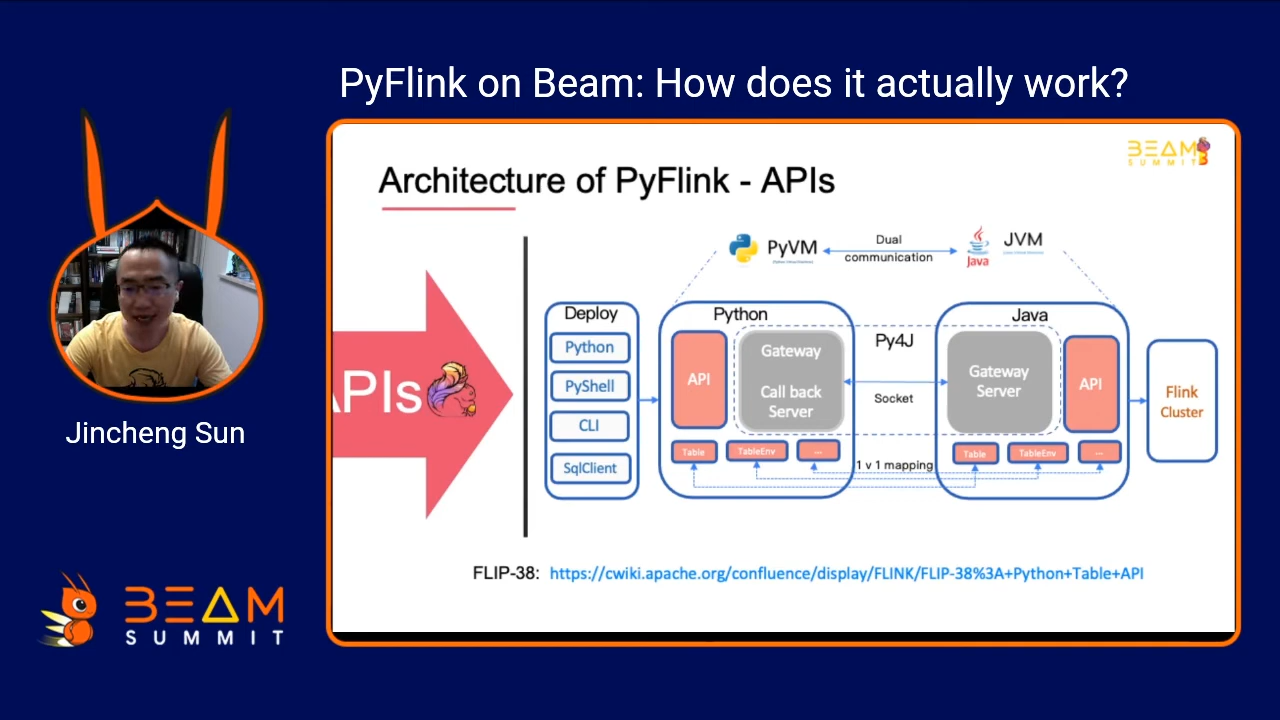 PyFlink on Beam: How does it actually work?
BEAM
SUMMIT
Architecture of PyFlink - APIs
PyVM
Dual
communication
Java
JVM
APIs
Deploy
Python
PyShell
CLI
SqlClient
Python
API
Gateway
Call back
Server
Table
TableEnv
...
Py4J
Socket
1 v 1 mapping
Java
Gateway
Server
API
Table
TableEnv
...
Flink
Cluster
FLIP-38: https://cwiki.apache.org/confluence/display/FLINK/FLIP-38%3A+Python+Table+API
Jincheng Sun
BEAM
SUMMIT